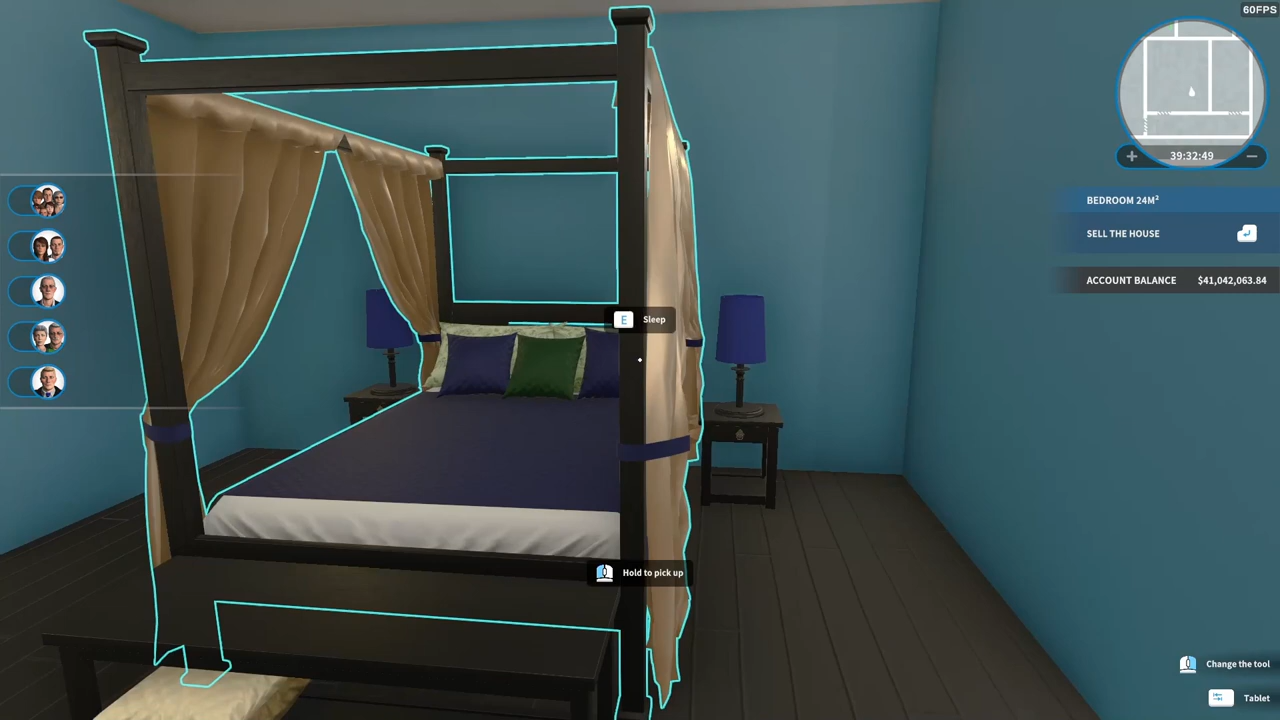 60FPS
39:32:49
BEDROOM 24M²
SELL THE HOUSE
ACCOUNT BALANCE $41,042,063.84
E Sleep
Hold to pick up
Change the tool
Tablet